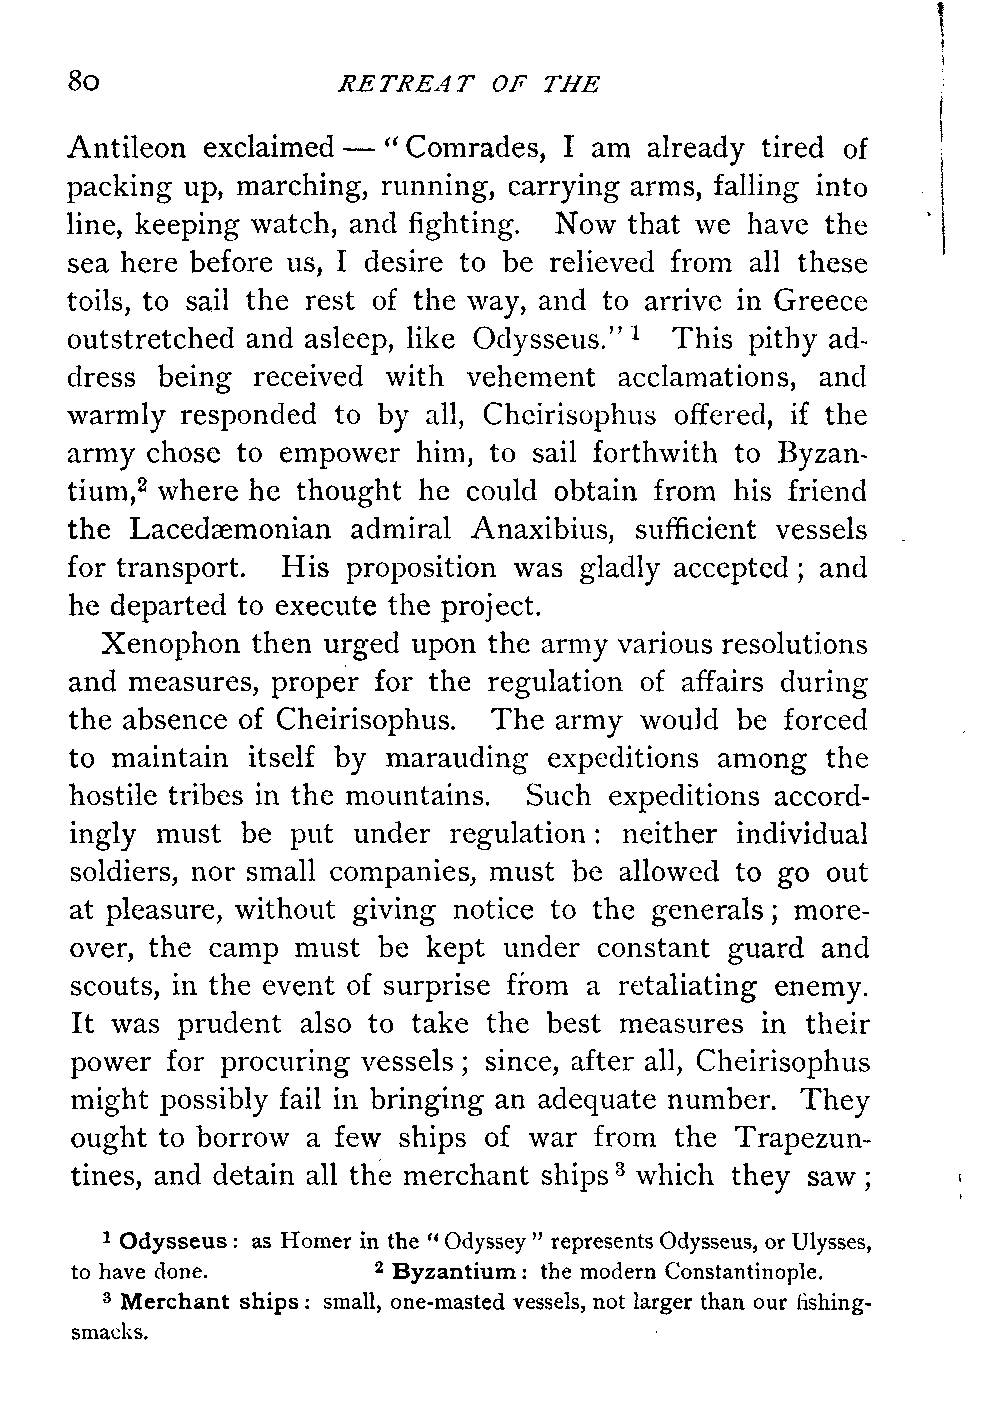 80 RETREAT OF THE
Antileon exclaimed — “Comrades, I am already tired of
packing up, marching, running, carrying arms, falling into
line, keeping watch, and fighting. Now that we have the
sea here before us, I desire to be relieved from all these
toils, to sail the rest of the way, and to arrive in Greece
outstretched and asleep, like Odysseus.” ¹ This pithy ad-
dress being received with vehement acclamations, and
warmly responded to by all, Cheirisophus offered, if the
army chose to empower him, to sail forthwith to Byzan-
tium,² where he thought he could obtain from his friend
the Lacedæmonian admiral Anaxibius, sufficient vessels
for transport. His proposition was gladly accepted ; and
he departed to execute the project.
Xenophon then urged upon the army various resolutions
and measures, proper for the regulation of affairs during
the absence of Cheirisophus. The army would be forced
to maintain itself by marauding expeditions among the
hostile tribes in the mountains. Such expeditions accord-
ingly must be put under regulation : neither individual
soldiers, nor small companies, must be allowed to go out
at pleasure, without giving notice to the generals ; more-
over, the camp must be kept under constant guard and
scouts, in the event of surprise from a retaliating enemy.
It was prudent also to take the best measures in their
power for procuring vessels ; since, after all, Cheirisophus
might possibly fail in bringing an adequate number. They
ought to borrow a few ships of war from the Trapezun-
tines, and detain all the merchant ships ³ which they saw ;
¹ Odysseus : as Homer in the “Odyssey” represents Odysseus, or Ulysses,
to have done. ² Byzantium : the modern Constantinople.
³ Merchant ships : small, one-masted vessels, not larger than our fishing-
smacks.